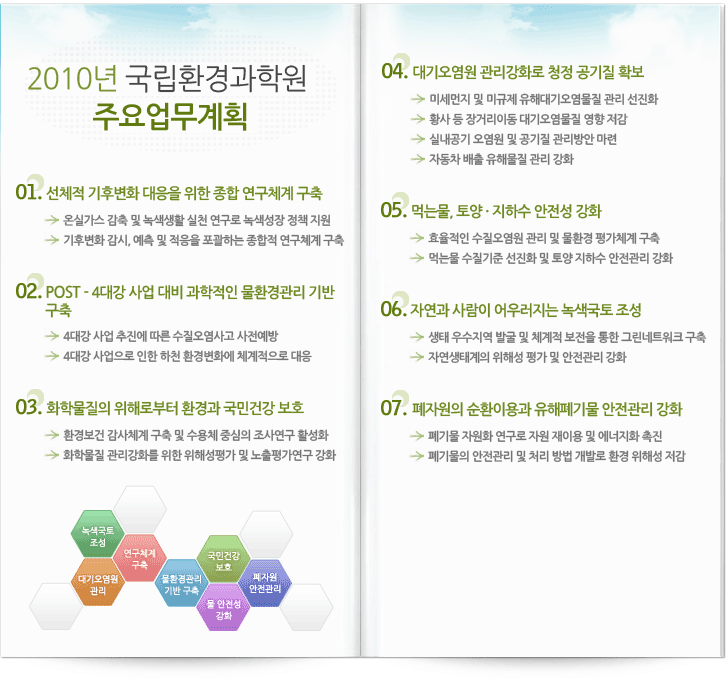 2010년 국립환경과학원
주요업무계획
01. 선체적 기후변화 대응을 위한 종합 연구체계 구축
온실가스 감축 및 녹색생활 실천 연구로 녹색성장 정책 지원
기후변화 감시, 예측 및 적응을 포괄하는 종합적 연구체계 구축
02. POST - 4대강 사업 대비 과학적인 물환경관리 기반
구축
4대강 사업 추진에 따른 수질오염사고 사전예방
4대강 사업으로 인한 하천 환경변화에 체계적으로 대응
03. 화학물질의 위해로부터 환경과 국민건강 보호
환경보건 감사체계 구축 및 수용체 중심의 조사연구 활성화
화학물질 관리강화를 위한 위해성평가 및 노출평가연구 강화
녹색국토
조성
연구체계
구축
대기오염원
관리
물환경관리
기반 구축
국민건강
보호
물 안전성
강화
폐자원
안전관리
04. 대기오염원 관리강화로 청정 공기질 확보
미세먼지 및 미규제 유해대기오염물질 관리 선진화
황사 등 장거리이동 대기오염물질 영향 저감
실내공기 오염원 및 공기질 관리방안 마련
자동차 배출 유해물질 관리 강화
05. 먹는물, 토양 · 지하수 안전성 강화
효율적인 수질오염원 관리 및 물환경 평가체계 구축
먹는물 수질기준 선진화 및 토양 지하수 안전관리 강화
06. 자연과 사람이 어우러지는 녹색국토 조성
생태 우수지역 발굴 및 체계적 보전을 통한 그린네트워크 구축
자연생태계의 위해성 평가 및 안전관리 강화
07. 폐자원의 순환이용과 유해폐기물 안전관리 강화
폐기물 자원화 연구로 자원 재이용 및 에너지화 촉진
폐기물의 안전관리 및 처리 방법 개발로 환경 위해성 저감